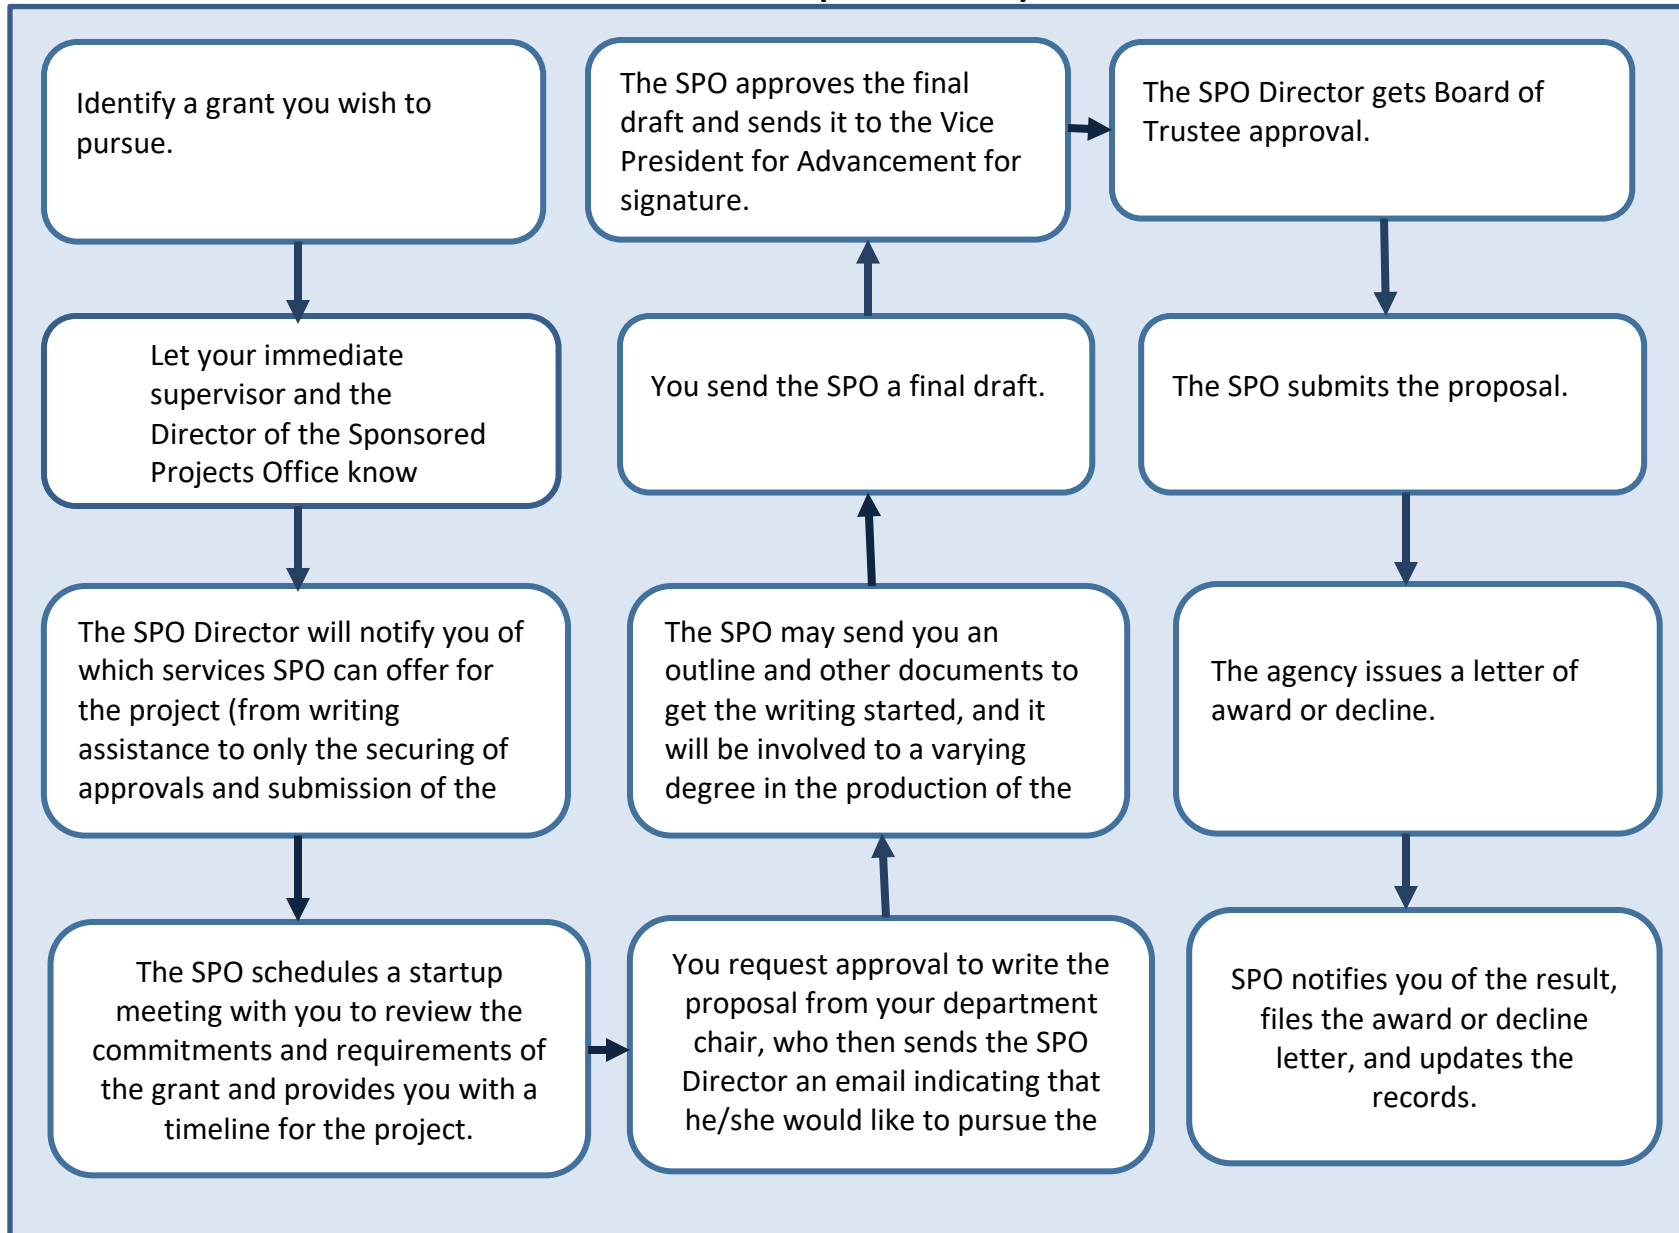 Identify a grant you wish to
pursue.
Let your immediate
supervisor and the
Director of the Sponsored
Projects Office know
The SPO Director will notify you of
which services SPO can offer for
the project (from writing
assistance to only the securing of
approvals and submission of the
The SPO schedules a startup
meeting with you to review the
commitments and requirements of
the grant and provides you with a
timeline for the project.
You request approval to write the
proposal from your department
chair, who then sends the SPO
Director an email indicating that
he/she would like to pursue the
The SPO may send you an
outline and other documents to
get the writing started, and it
will be involved to a varying
degree in the production of the
You send the SPO a final draft.
The SPO approves the final
draft and sends it to the Vice
President for Advancement for
signature.
The SPO Director gets Board of
Trustee approval.
The SPO submits the proposal.
The agency issues a letter of
award or decline.
SPO notifies you of the result,
files the award or decline
letter, and updates the
records.